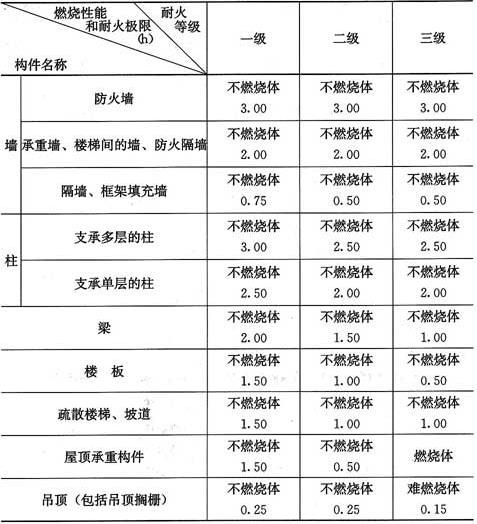 燃烧性能
和耐火极限
(h)
耐火
等级
构件名称
一级
二级
三级
墙
防火墙
不燃烧体
3.00
不燃烧体
3.00
不燃烧体
3.00
承重墙、楼梯间的墙、防火隔墙
不燃烧体
2.00
不燃烧体
2.00
不燃烧体
2.00
隔墙、框架填充墙
不燃烧体
0.75
不燃烧体
0.50
不燃烧体
0.50
柱
支承多层的柱
不燃烧体
3.00
不燃烧体
2.50
不燃烧体
2.50
支承单层的柱
不燃烧体
2.50
不燃烧体
2.00
不燃烧体
2.00
梁
不燃烧体
2.00
不燃烧体
1.50
不燃烧体
1.00
楼 板
不燃烧体
1.50
不燃烧体
1.00
不燃烧体
0.50
疏散楼梯、坡道
不燃烧体
1.50
不燃烧体
1.00
不燃烧体
1.00
屋顶承重构件
不燃烧体
1.50
不燃烧体
0.50
燃烧体
吊顶(包括吊顶搁栅)
不燃烧体
0.25
不燃烧体
0.25
难燃烧体
0.15